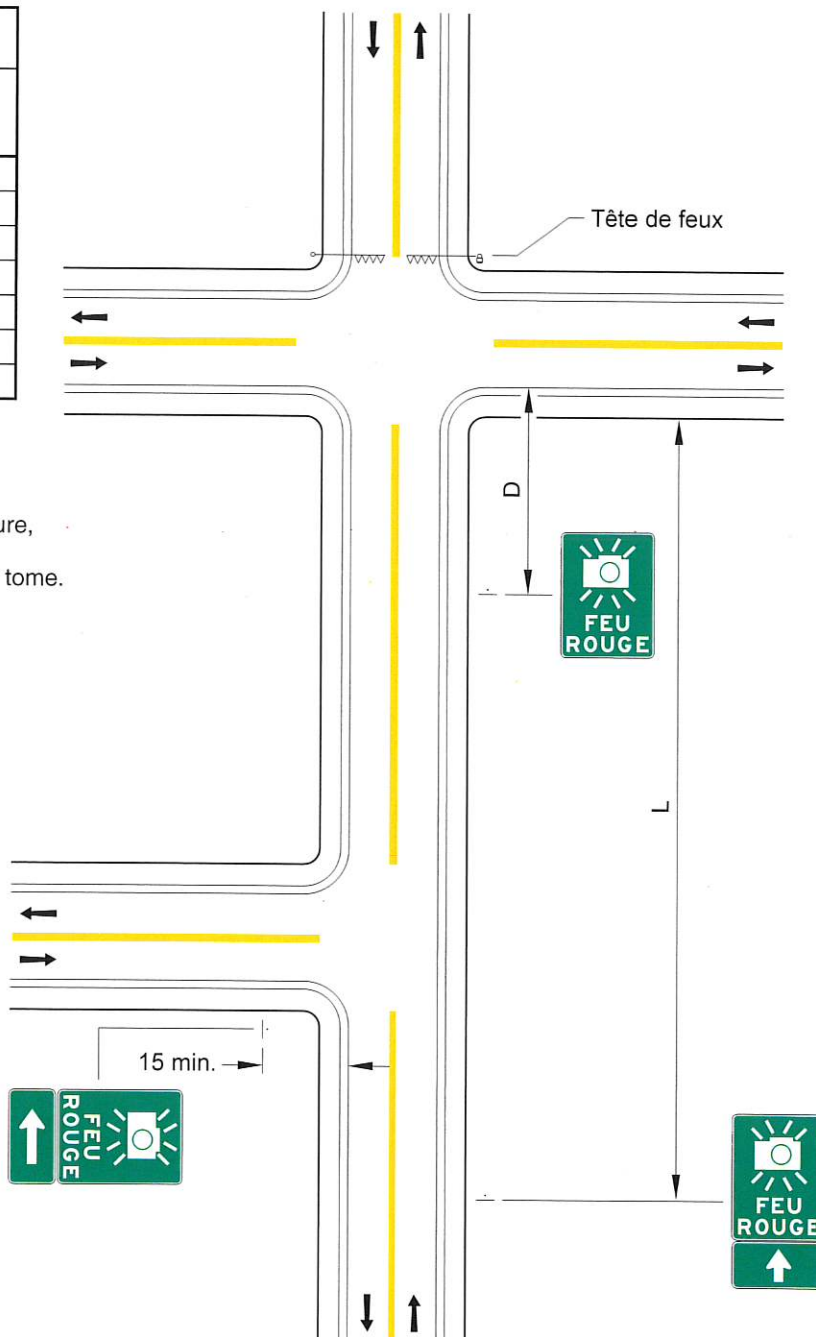 Tête de feux
ure,
tome.
D
FEU
ROUGE
L
15 min.
FEU
ROUGE
FEU
ROUGE